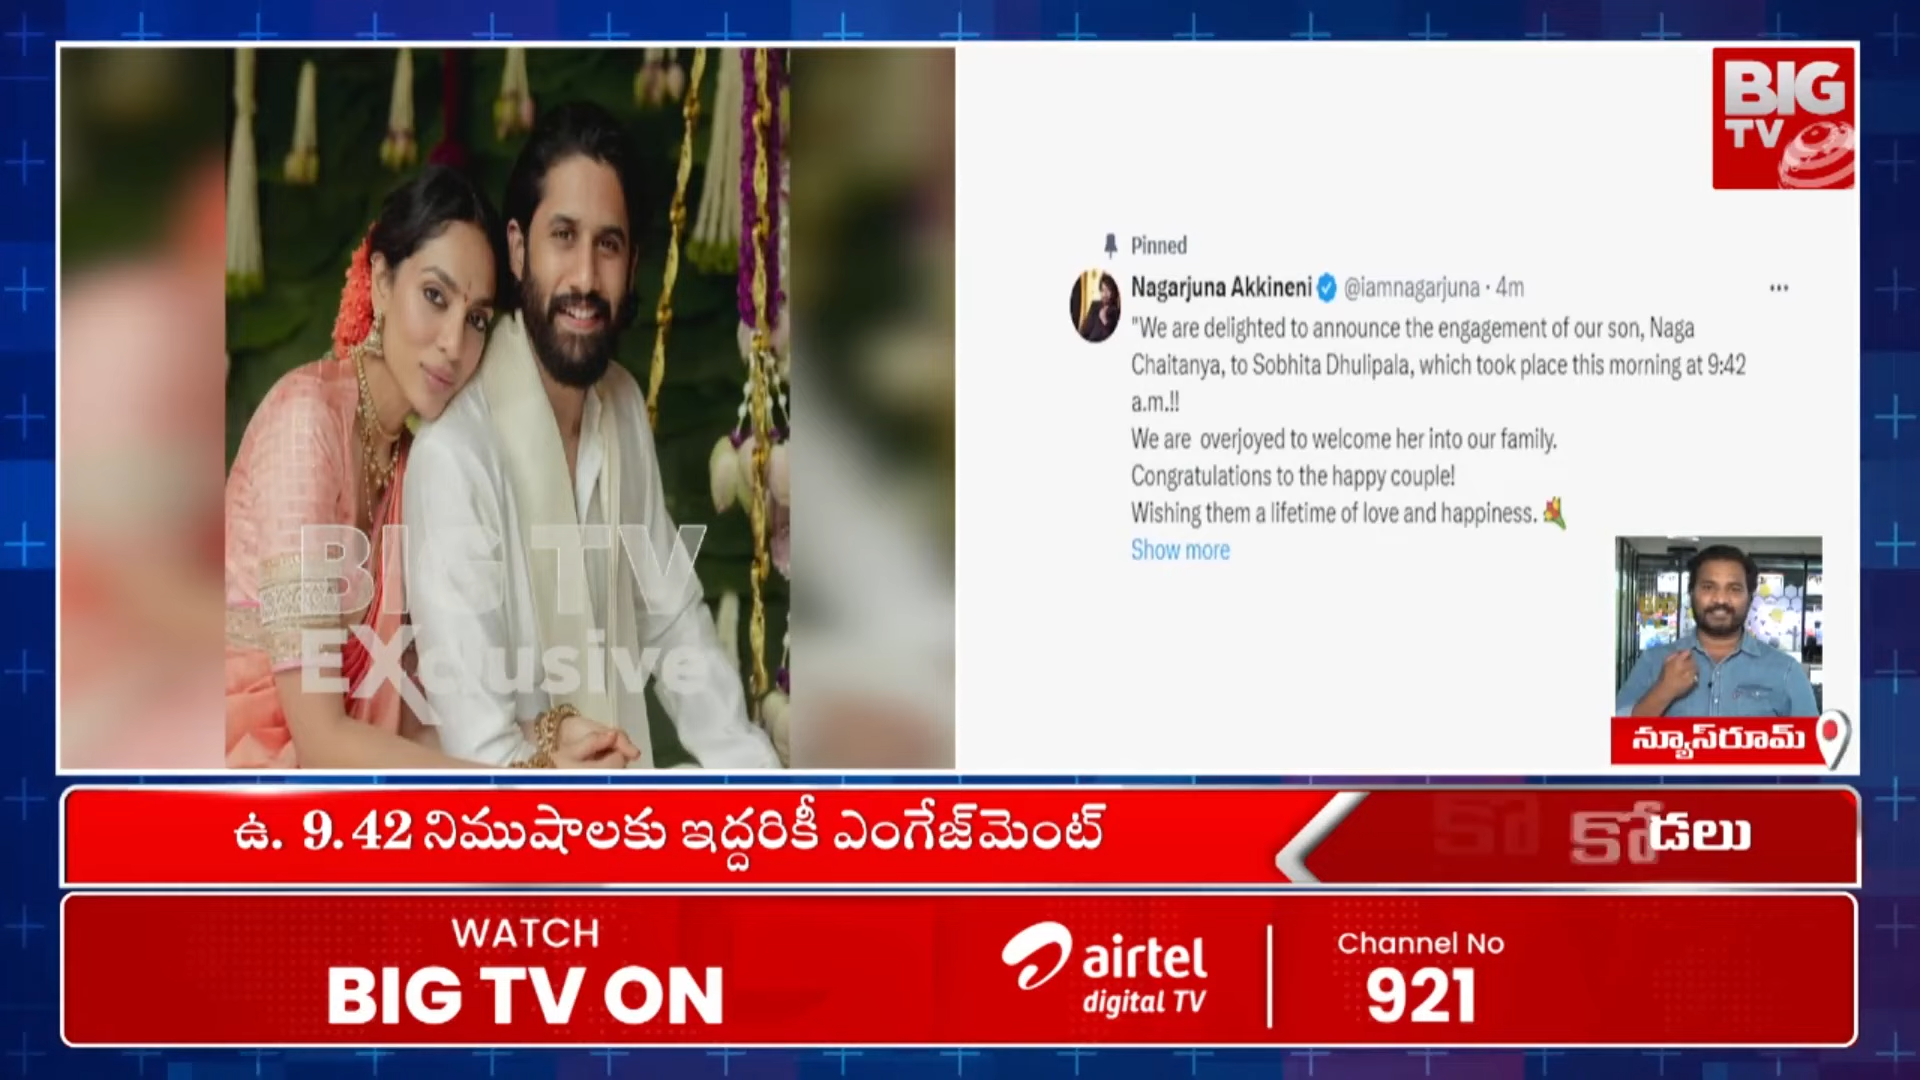 BIG
TV
Pinned
Nagarjuna Akkineni @iamnagarjuna · 4m
"We are delighted to announce the engagement of our son, Naga
Chaitanya, to Sobhita Dhulipala, which took place this morning at 9:42
a.m.!!
We are overjoyed to welcome her into our family.
Congratulations to the happy couple!
Wishing them a lifetime of love and happiness.
Show more
BIG TV
EXclusive
న్యూస్‌రూమ్
ఉ. 9.42 నిముషాలకు ఇద్దరికీ ఎంగేజ్‌మెంట్
కోడలు
WATCH
BIG TV ON
airtel
digital TV
Channel No
921